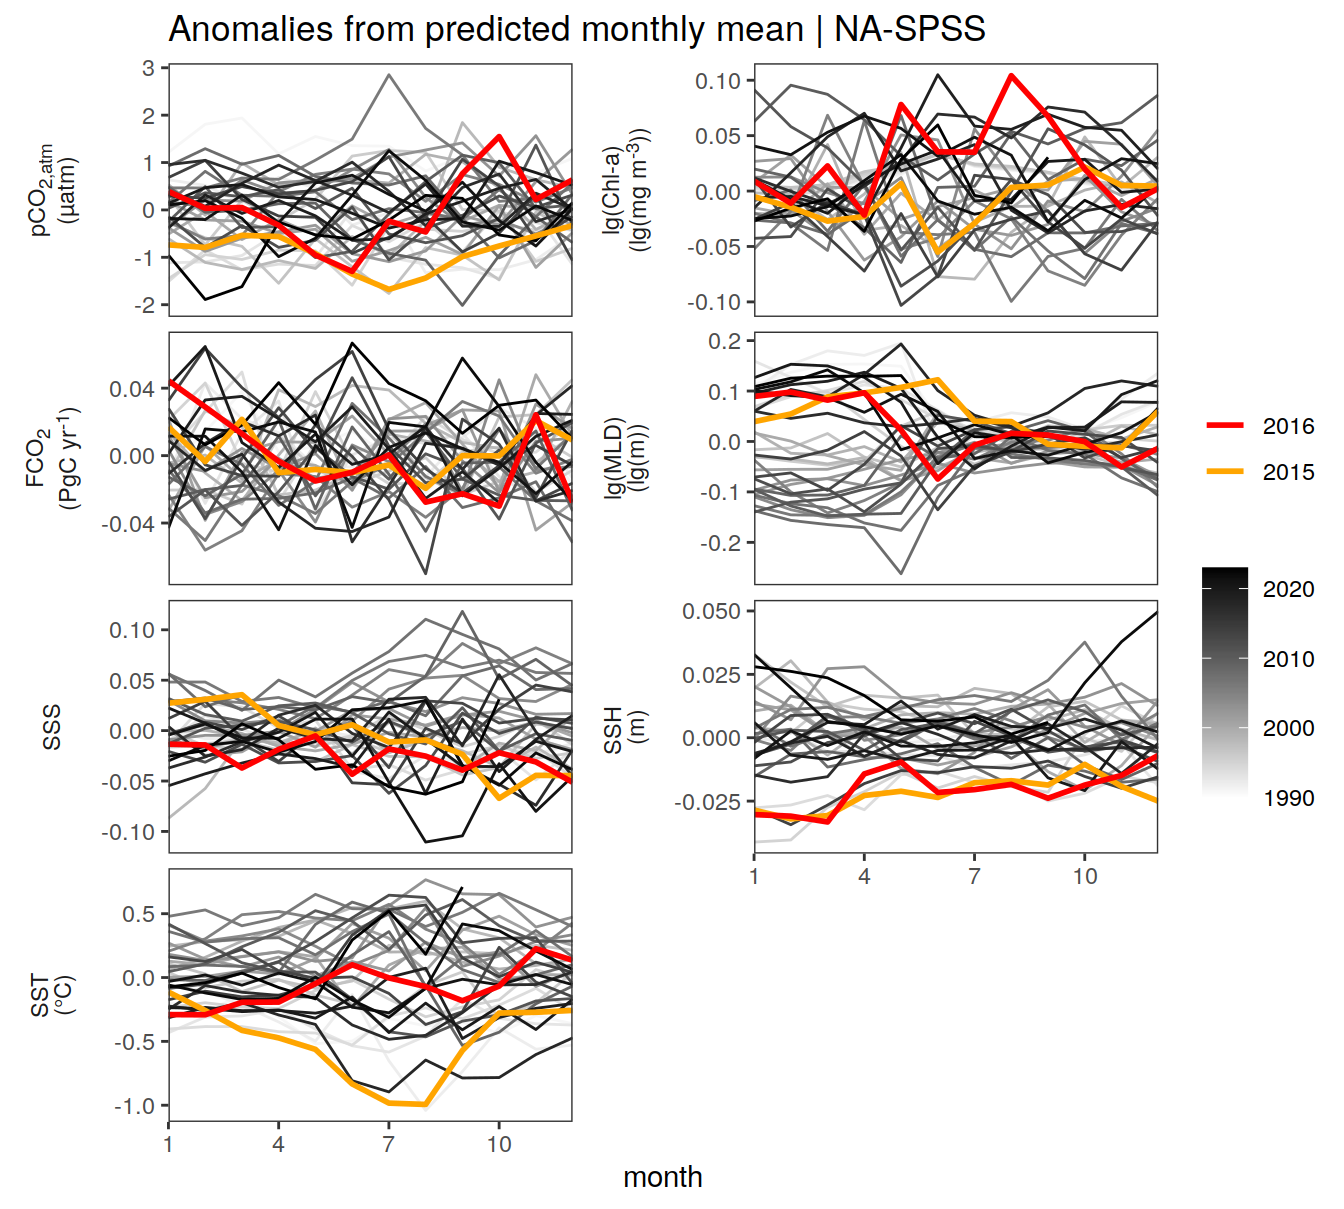 Anomalies from predicted monthly mean | NA-SPSS
pCO2,atm
(µatm)
3
2
1
0
-1
-2
lg(Chl-a)
(lg(mg m-3))
0.10
0.05
0.00
-0.05
-0.10
FCO2
(PgC yr-1)
0.04
0.00
-0.04
lg(MLD)
(lg(m))
0.2
0.1
0.0
-0.1
-0.2
SSS
0.10
0.05
0.00
-0.05
-0.10
SSH
(m)
0.050
0.025
0.000
-0.025
1 4 7 10
SST
(°C)
0.5
0.0
-0.5
-1.0
1 4 7 10
month
2016
2015
2020
2010
2000
1990